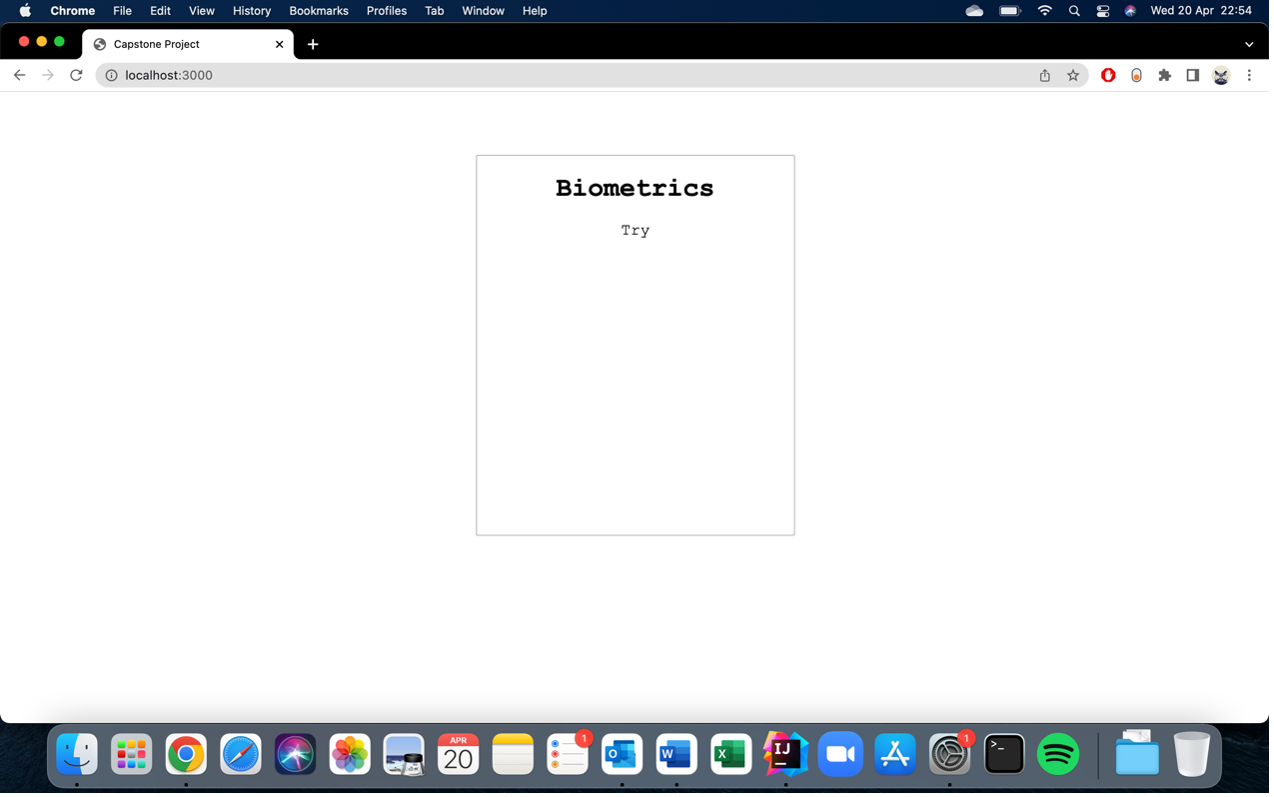 Chrome File Edit View History Bookmarks Profiles Tab Window Help Wed 20 Apr 22:54
Capstone Project
localhost:3000
Biometrics
Try
APR
20
1
W
X
IJ
1
>_